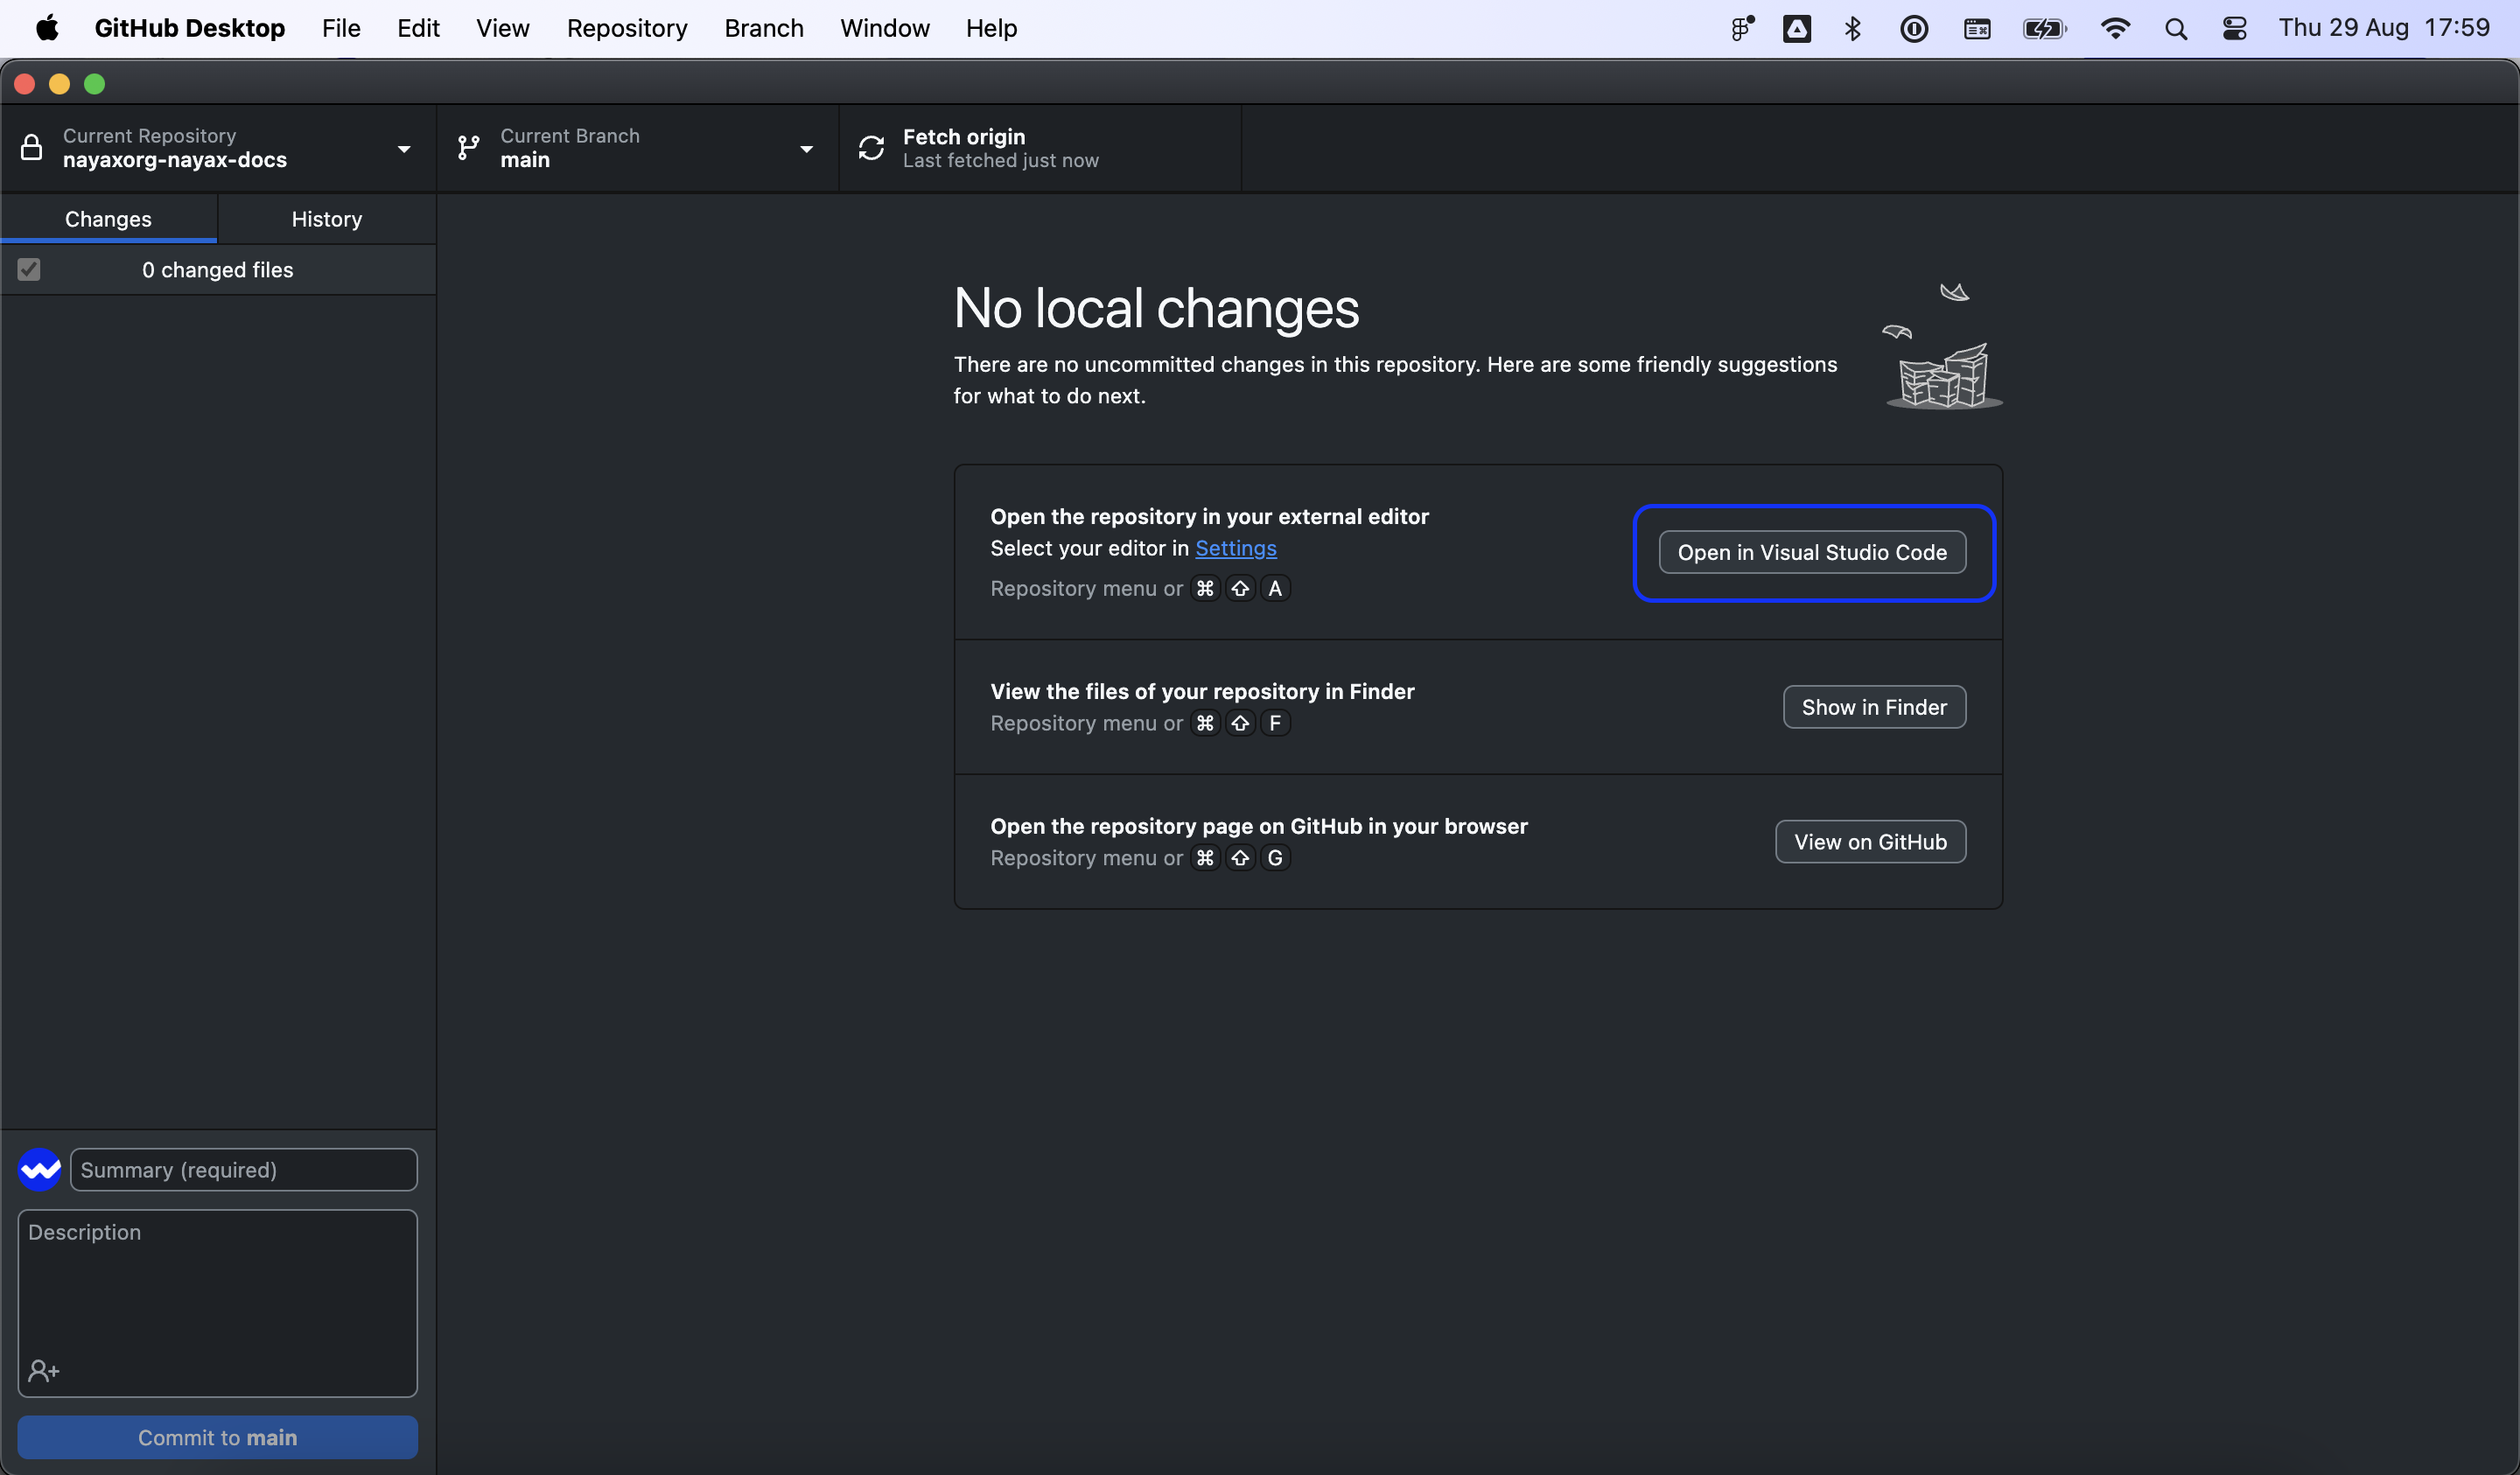 GitHub Desktop File Edit View Repository Branch Window Help Thu 29 Aug 17:59
Current Repository
nayaxorg-nayax-docs
Current Branch
main
Fetch origin
Last fetched just now
Changes History
0 changed files
No local changes
There are no uncommitted changes in this repository. Here are some friendly suggestions
for what to do next.
Open the repository in your external editor
Select your editor in Settings
Repository menu or ⌘ ⇧ A
Open in Visual Studio Code
View the files of your repository in Finder
Repository menu or ⌘ ⇧ F
Show in Finder
Open the repository page on GitHub in your browser
Repository menu or ⌘ ⇧ G
View on GitHub
Summary (required)
Description
Commit to main